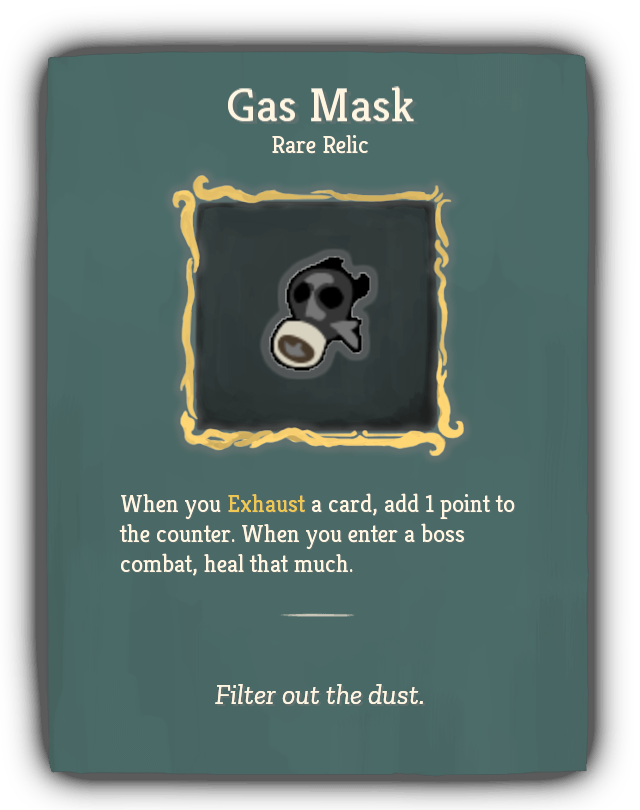 Gas Mask
Rare Relic
When you Exhaust a card, add 1 point to
the counter. When you enter a boss
combat, heal that much.
Filter out the dust.